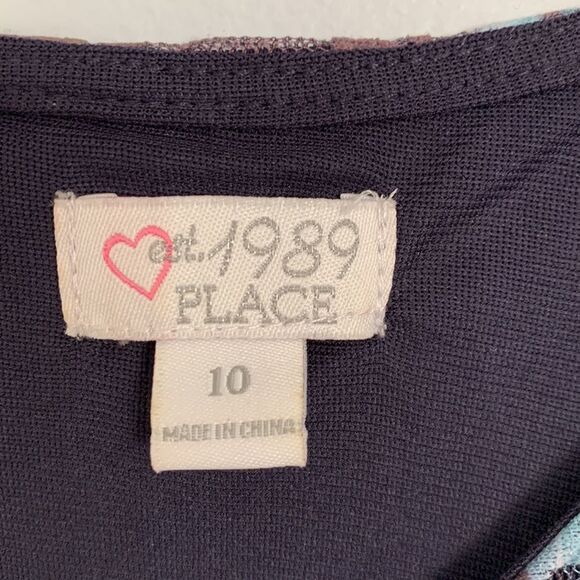 est. 1989
PLACE
10
MADE IN CHINA